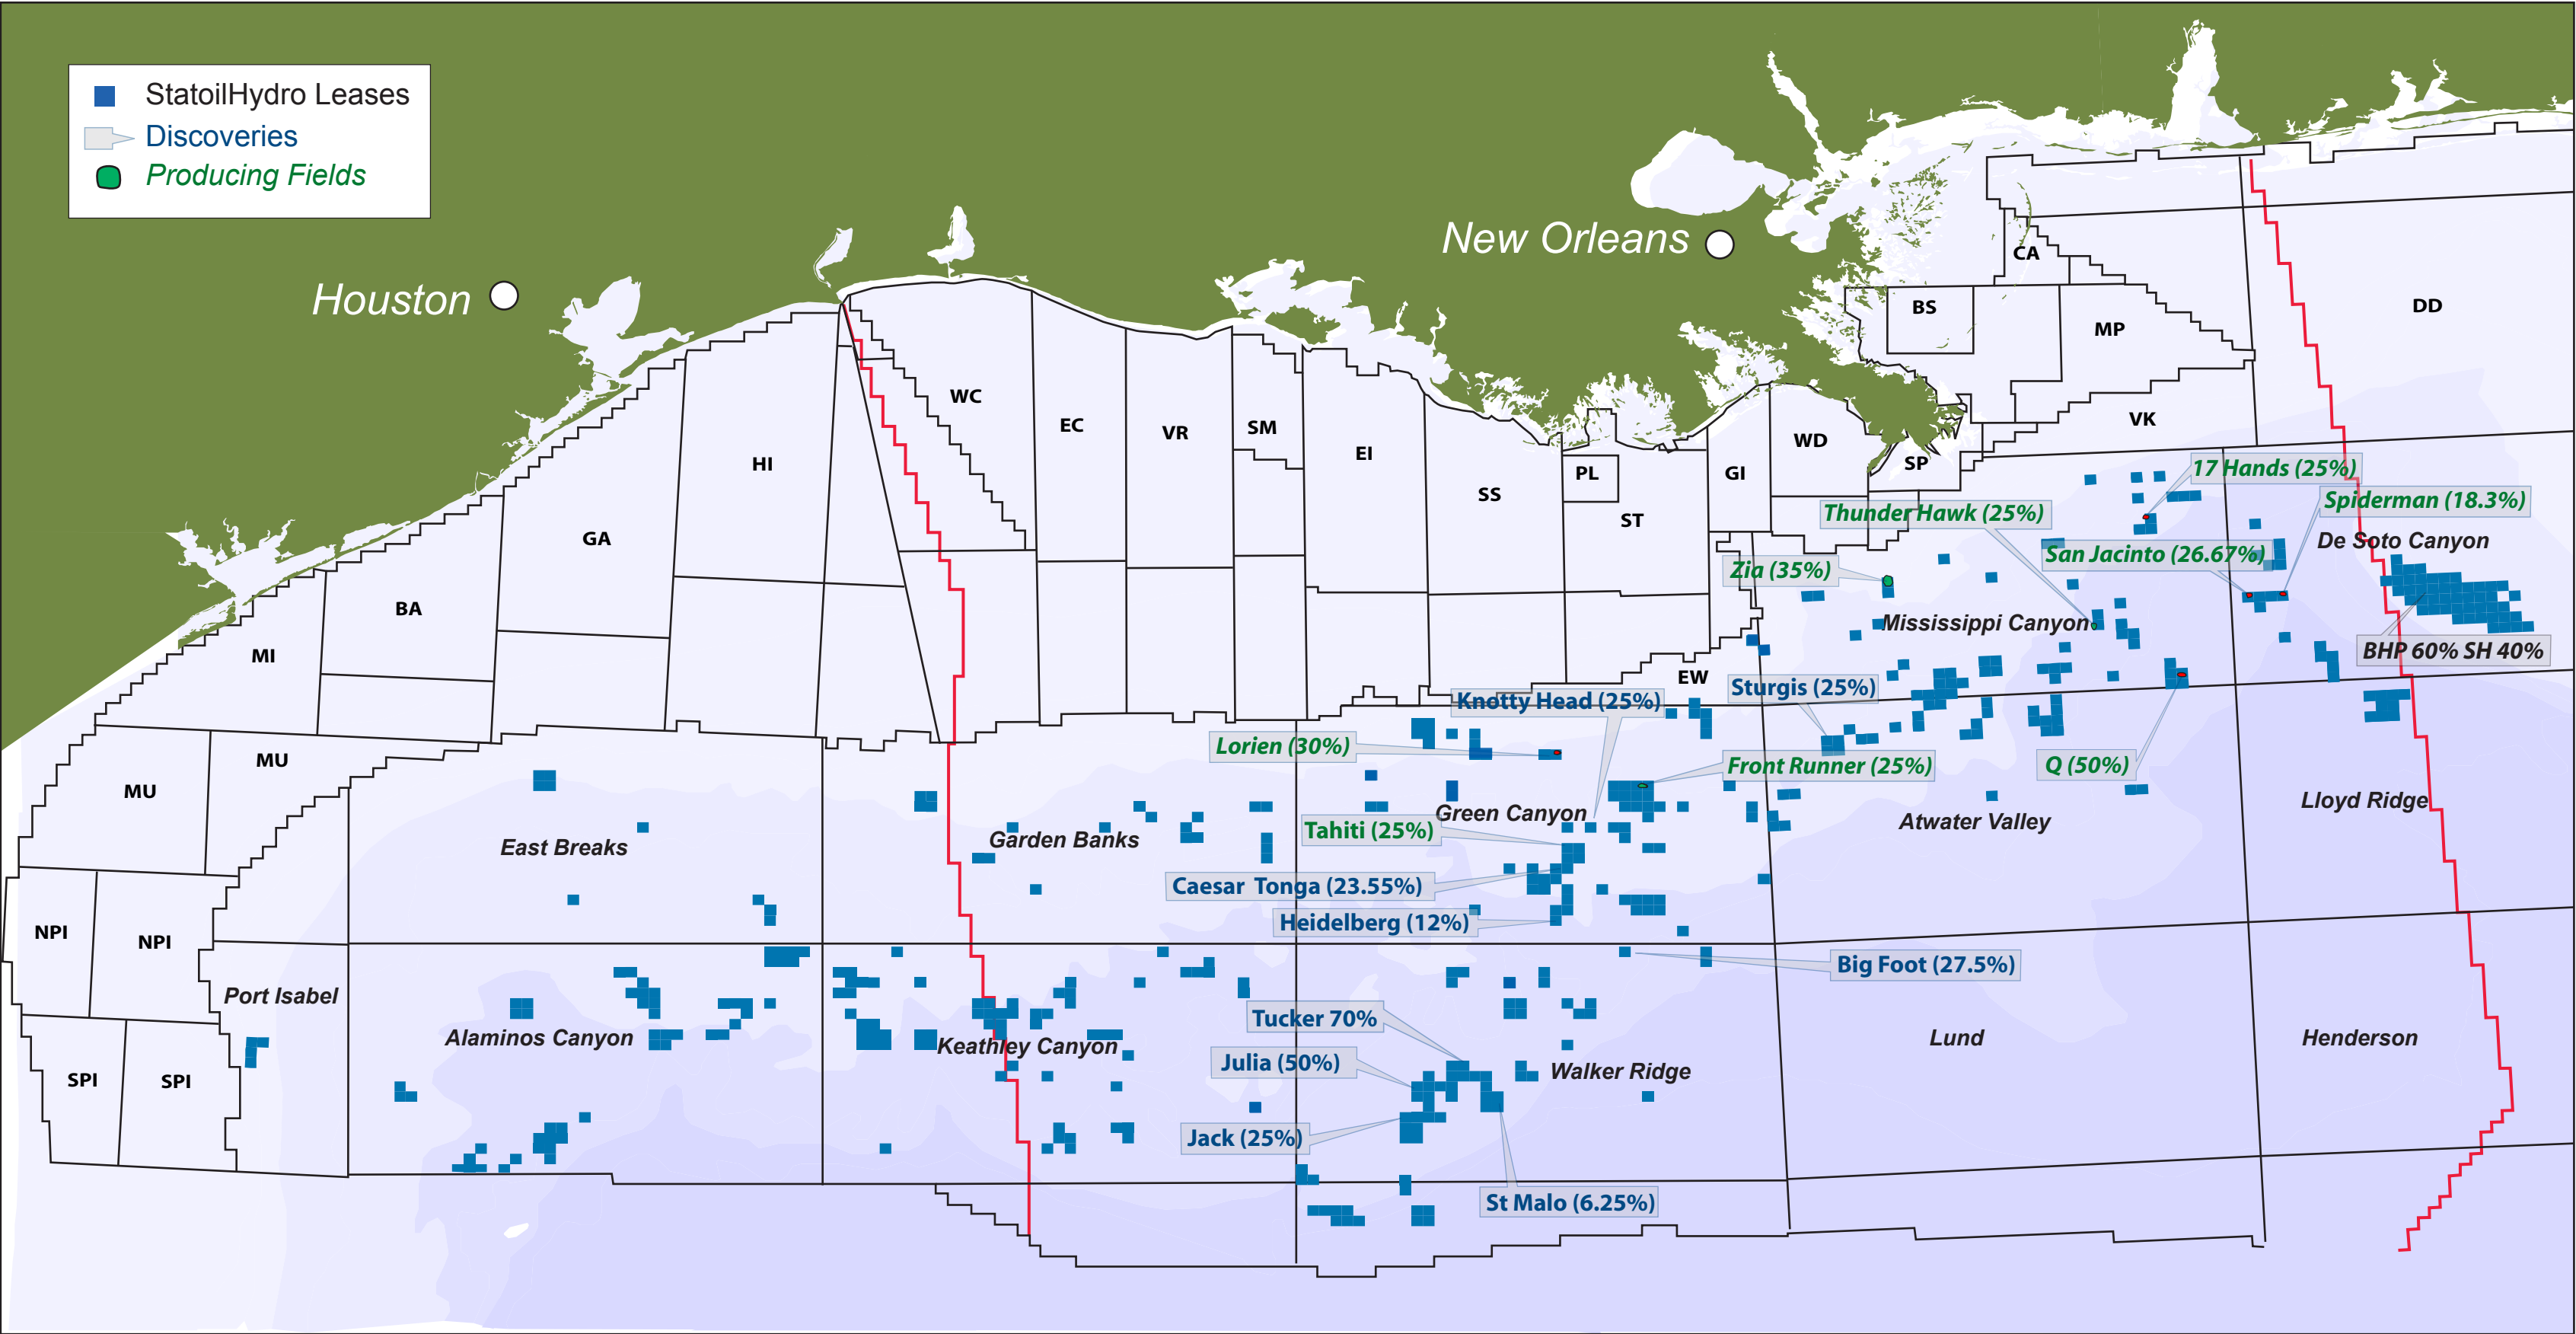 StatoilHydro Leases
Discoveries
Producing Fields
Houston
New Orleans
CA
BS
MP
DD
WC
EC
VR
SM
EI
SS
PL
ST
GI
WD
SP
VK
HI
GA
BA
MI
MU
MU
NPI
NPI
SPI
SPI
EW
17 Hands (25%)
Spiderman (18.3%)
Thunder Hawk (25%)
De Soto Canyon
San Jacinto (26.67%)
Zia (35%)
Mississippi Canyon
BHP 60% SH 40%
Sturgis (25%)
Knotty Head (25%)
Lorien (30%)
Front Runner (25%)
Q (50%)
Lloyd Ridge
Green Canyon
Atwater Valley
Tahiti (25%)
Garden Banks
East Breaks
Caesar Tonga (23.55%)
Heidelberg (12%)
Big Foot (27.5%)
Port Isabel
Tucker 70%
Alaminos Canyon
Keathley Canyon
Lund
Henderson
Julia (50%)
Walker Ridge
Jack (25%)
St Malo (6.25%)